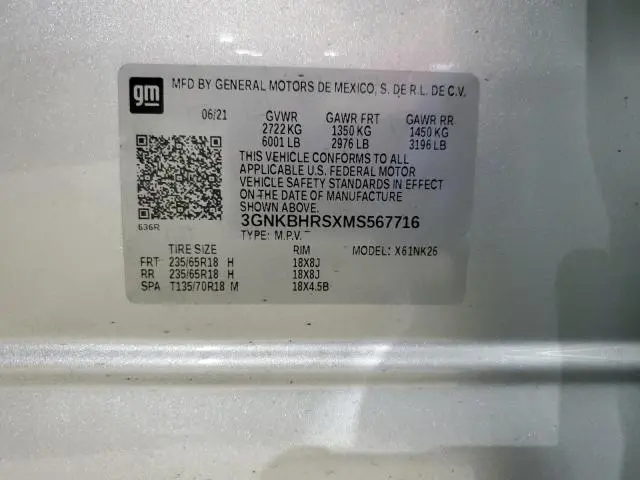 gm MFD BY GENERAL MOTORS DE MEXICO, S. DE R.L. DE C.V.
06/21 GVWR GAWR FRT GAWR RR
2722 KG 1350 KG 1450 KG
6001 LB 2976 LB 3196 LB
THIS VEHICLE CONFORMS TO ALL
APPLICABLE U.S. FEDERAL MOTOR
VEHICLE SAFETY STANDARDS IN EFFECT
ON THE DATE OF MANUFACTURE
SHOWN ABOVE.
636R 3GNKBHRSXMS567716
TYPE: M.P.V.
TIRE SIZE RIM MODEL: X61NK26
FRT 235/65R18 H 18X8J
RR 235/65R18 H 18X8J
SPA T135/70R18 M 18X4.5B